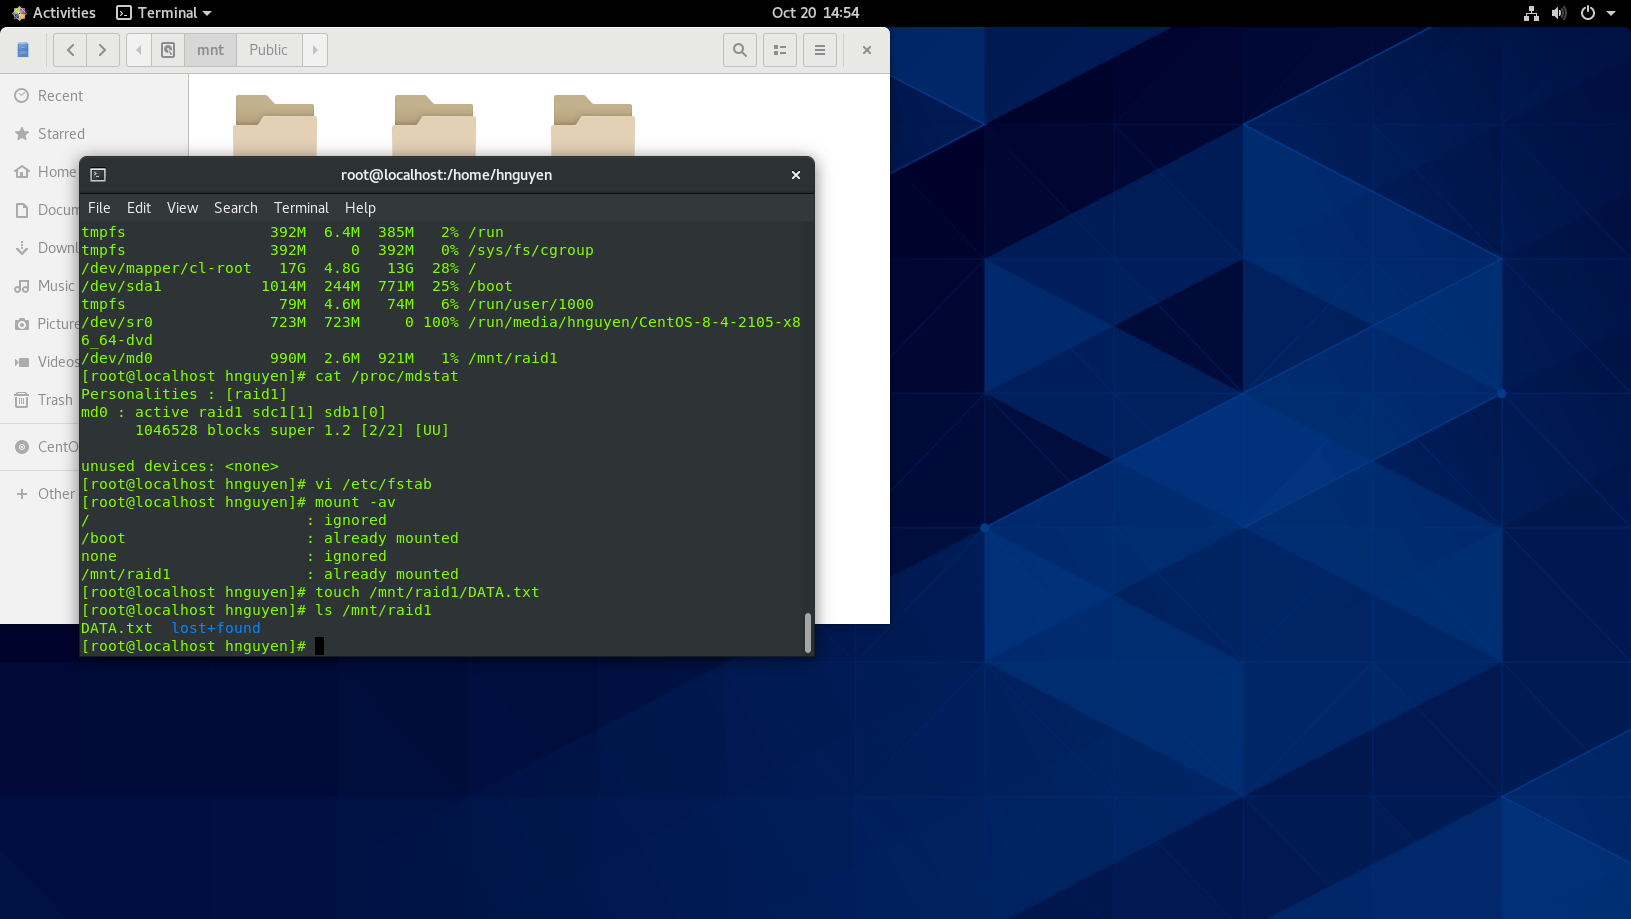 Activities Terminal Oct 20 14:54
mnt Public
Recent
Starred
Home
Docum
Downl
Music
Picture
Videos
Trash
CentO
Other
root@localhost:/home/hnguyen
File Edit View Search Terminal Help
tmpfs 392M 6.4M 385M 2% /run
tmpfs 392M 0 392M 0% /sys/fs/cgroup
/dev/mapper/cl-root 17G 4.8G 13G 28% /
/dev/sda1 1014M 244M 771M 25% /boot
tmpfs 79M 4.6M 74M 6% /run/user/1000
/dev/sr0 723M 723M 0 100% /run/media/hnguyen/CentOS-8-4-2105-x8
6_64-dvd
/dev/md0 990M 2.6M 921M 1% /mnt/raid1
[root@localhost hnguyen]# cat /proc/mdstat
Personalities : [raid1]
md0 : active raid1 sdc1[1] sdb1[0]
1046528 blocks super 1.2 [2/2] [UU]
unused devices: <none>
[root@localhost hnguyen]# vi /etc/fstab
[root@localhost hnguyen]# mount -av
/ : ignored
/boot : already mounted
none : ignored
/mnt/raid1 : already mounted
[root@localhost hnguyen]# touch /mnt/raid1/DATA.txt
[root@localhost hnguyen]# ls /mnt/raid1
DATA.txt lost+found
[root@localhost hnguyen]#